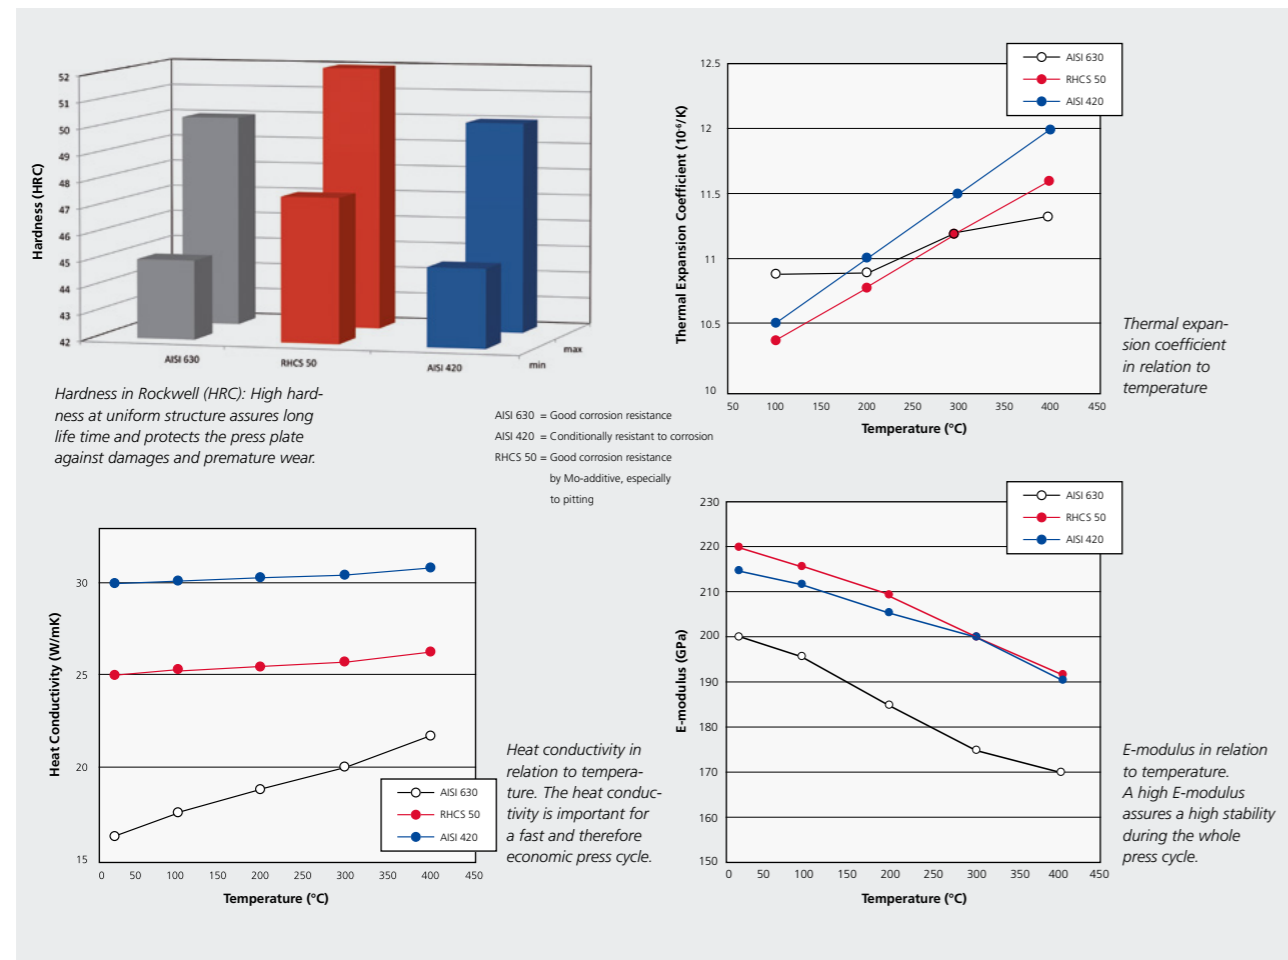 52
51
50
49
48
47
46
45
44
43
42
Hardness (HRC)
AISI 630
RHCS 50
AISI 420
min
max
Hardness in Rockwell (HRC): High hard-
ness at uniform structure assures long
life time and protects the press plate
against damages and premature wear.
AISI 630 = Good corrosion resistance
AISI 420 = Conditionally resistant to corrosion
RHCS 50 = Good corrosion resistance
by Mo-additive, especially
to pitting
AISI 630
RHCS 50
AISI 420
12.5
12
11.5
11
10.5
10
Thermal Expansion Coefficient (10⁻⁶/K)
50 100 150 200 250 300 350 400 450
Temperature (°C)
Thermal expan-
sion coefficient
in relation to
temperature
30
25
20
15
Heat Conductivity (W/mK)
AISI 630
RHCS 50
AISI 420
0 50 100 150 200 250 300 350 400 450
Temperature (°C)
Heat conductivity in
relation to tempera-
ture. The heat conduc-
tivity is important for
a fast and therefore
economic press cycle.
AISI 630
RHCS 50
AISI 420
230
220
210
200
190
180
170
160
150
E-modulus (GPa)
0 50 100 150 200 250 300 350 400 450
Temperature (°C)
E-modulus in relation
to temperature.
A high E-modulus
assures a high stability
during the whole
press cycle.